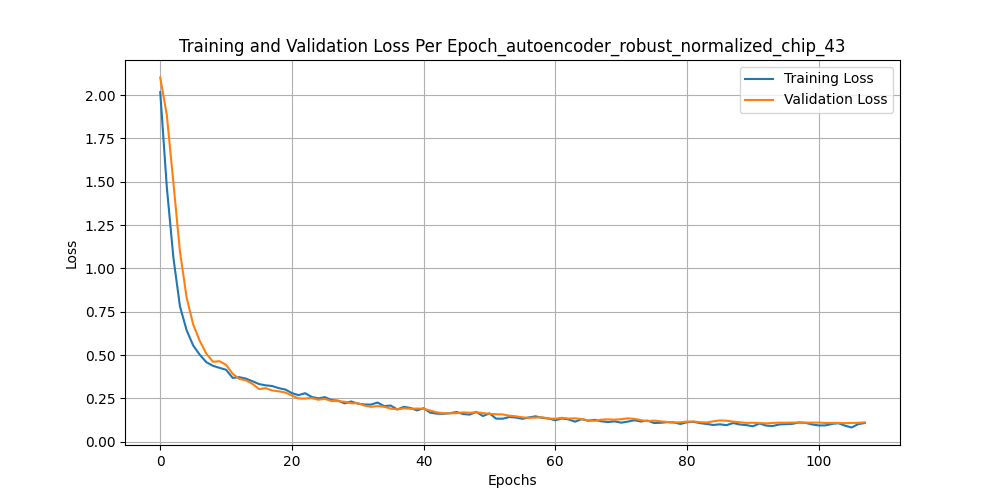 Training and Validation Loss Per Epoch_autoencoder_robust_normalized_chip_43
Training Loss
Validation Loss
2.00
1.75
1.50
1.25
1.00
0.75
0.50
0.25
0.00
Loss
0 20 40 60 80 100
Epochs